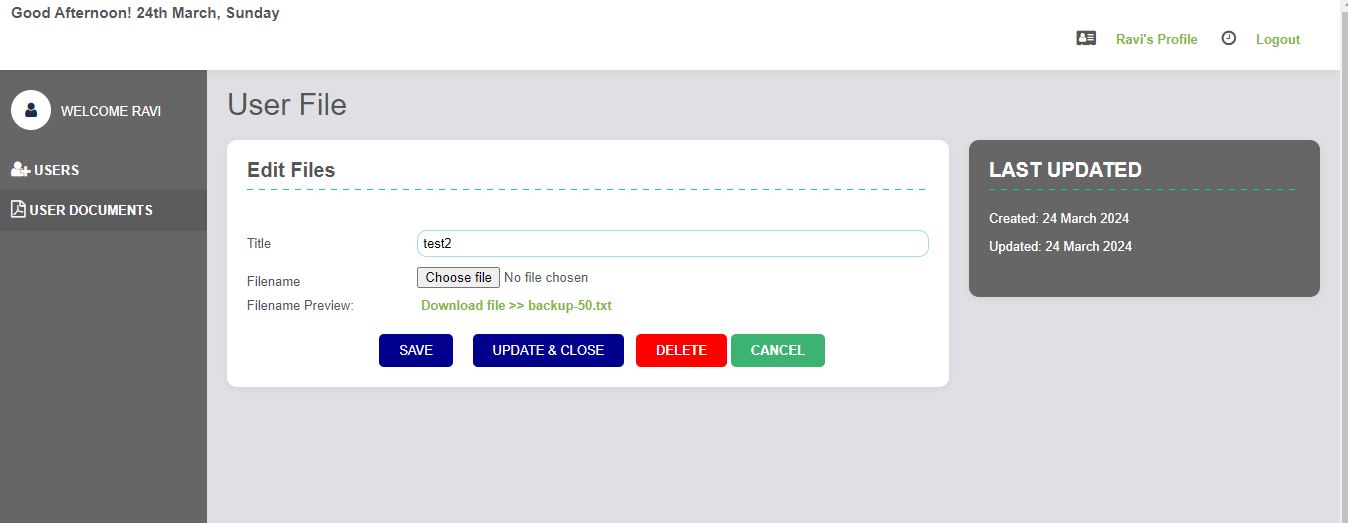 Good Afternoon! 24th March, Sunday
Ravi's Profile Logout
WELCOME RAVI
USERS
USER DOCUMENTS
User File
Edit Files
Title test2
Filename Choose file No file chosen
Filename Preview: Download file >> backup-50.txt
SAVE UPDATE & CLOSE DELETE CANCEL
LAST UPDATED
Created: 24 March 2024
Updated: 24 March 2024